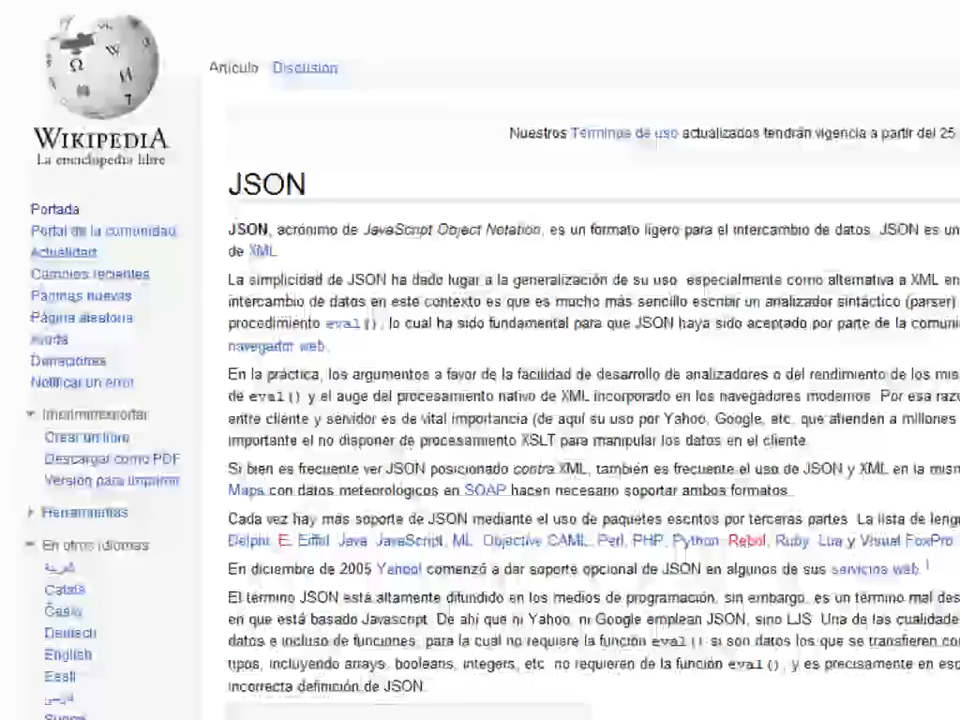 WIKIPEDIA
La enciclopedia libre
Artículo Discusión
Nuestros Términos de uso actualizados tendrán vigencia a partir del 25
JSON
Portada
Portal de la comunidad
Actualidad
Cambios recientes
Páginas nuevas
Página aleatoria
Ayuda
Donaciones
Notificar un error
Imprimir/exportar
Crear un libro
Descargar como PDF
Versión para imprimir
Herramientas
En otros idiomas
العربية
Català
Česky
Deutsch
English
Eesti
فارسی
Suomi
JSON, acrónimo de JavaScript Object Notation, es un formato ligero para el intercambio de datos. JSON es un
de XML.
La simplicidad de JSON ha dado lugar a la generalización de su uso, especialmente como alternativa a XML en
intercambio de datos en este contexto es que es mucho más sencillo escribir un analizador sintáctico (parser)
procedimiento eval(), lo cual ha sido fundamental para que JSON haya sido aceptado por parte de la comuni
navegador web.
En la práctica, los argumentos a favor de la facilidad de desarrollo de analizadores o del rendimiento de los mis
de eval() y el auge del procesamiento nativo de XML incorporado en los navegadores modernos. Por esa razó
entre cliente y servidor es de vital importancia (de aquí su uso por Yahoo, Google, etc, que atienden a millones
importante el no disponer de procesamiento XSLT para manipular los datos en el cliente.
Si bien es frecuente ver JSON posicionado contra XML, también es frecuente el uso de JSON y XML en la mism
Maps con datos meteorológicos en SOAP hacen necesario soportar ambos formatos.
Cada vez hay más soporte de JSON mediante el uso de paquetes escritos por terceras partes. La lista de leng
Delphi, E, Eiffel, Java, JavaScript, ML, Objective CAML, Perl, PHP, Python, Rebol, Ruby, Lua y Visual FoxPro
En diciembre de 2005 Yahoo! comenzó a dar soporte opcional de JSON en algunos de sus servicios web. 1
El término JSON está altamente difundido en los medios de programación, sin embargo, es un término mal des
en que está basado Javascript. De ahí que ni Yahoo, ni Google emplean JSON, sino LJS. Una de las cualidade
datos e incluso de funciones, para la cual no requiere la función eval() si son datos los que se transfieren co
tipos, incluyendo arrays, booleans, integers, etc. no requieren de la función eval(), y es precisamente en eso
incorrecta definición de JSON.